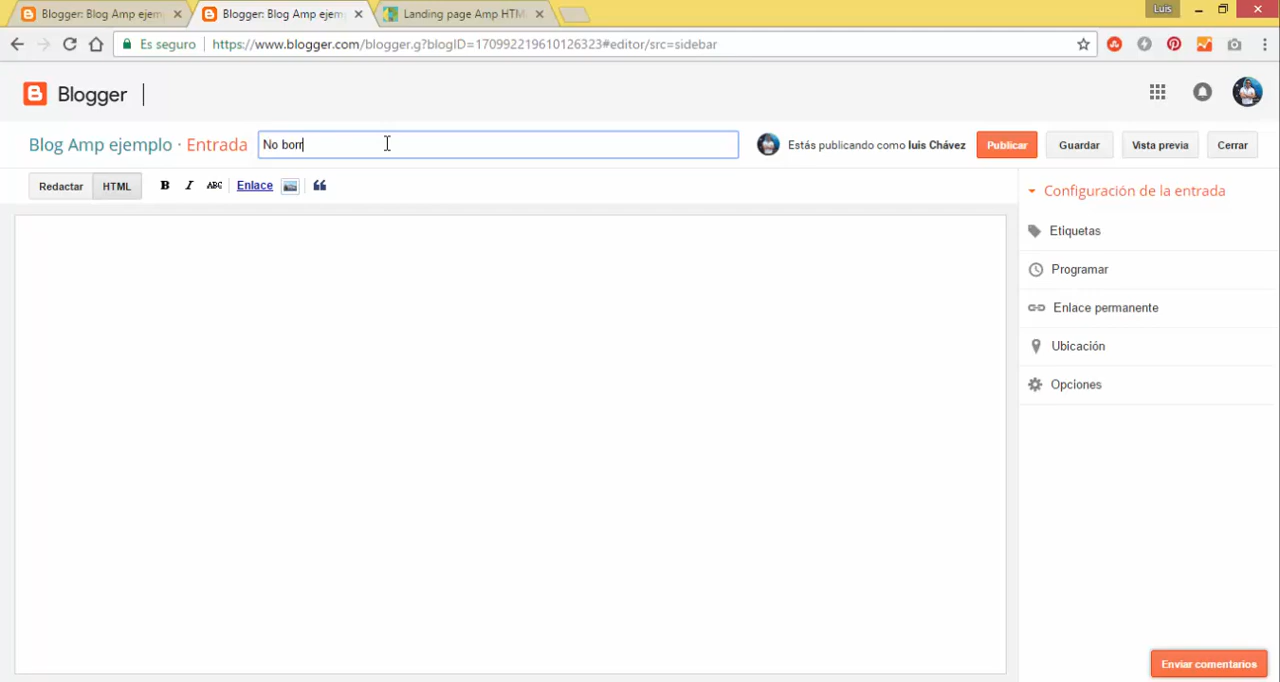 Blogger: Blog Amp ejem
Blogger: Blog Amp ejem
Landing page Amp HTM
Luis
Es seguro
https://www.blogger.com/blogger.g?blogID=170992219610126323#editor/src=sidebar
Blogger
Blog Amp ejemplo · Entrada
No borr
Estás publicando como luis Chávez
Publicar
Guardar
Vista previa
Cerrar
Redactar
HTML
B
I
ABC
Enlace
Configuración de la entrada
Etiquetas
Programar
Enlace permanente
Ubicación
Opciones
Enviar comentarios